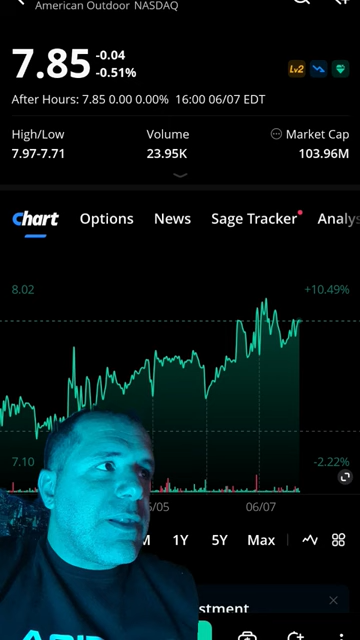 American Outdoor NASDAQ
7.85
-0.04
-0.51%
Lv2
After Hours: 7.85 0.00 0.00% 16:00 06/07 EDT
High/Low
Volume
Market Cap
7.97-7.71
23.95K
103.96M
Chart
Options
News
Sage Tracker
Analys
8.02
+10.49%
7.10
-2.22%
/05
06/07
M
1Y
5Y
Max